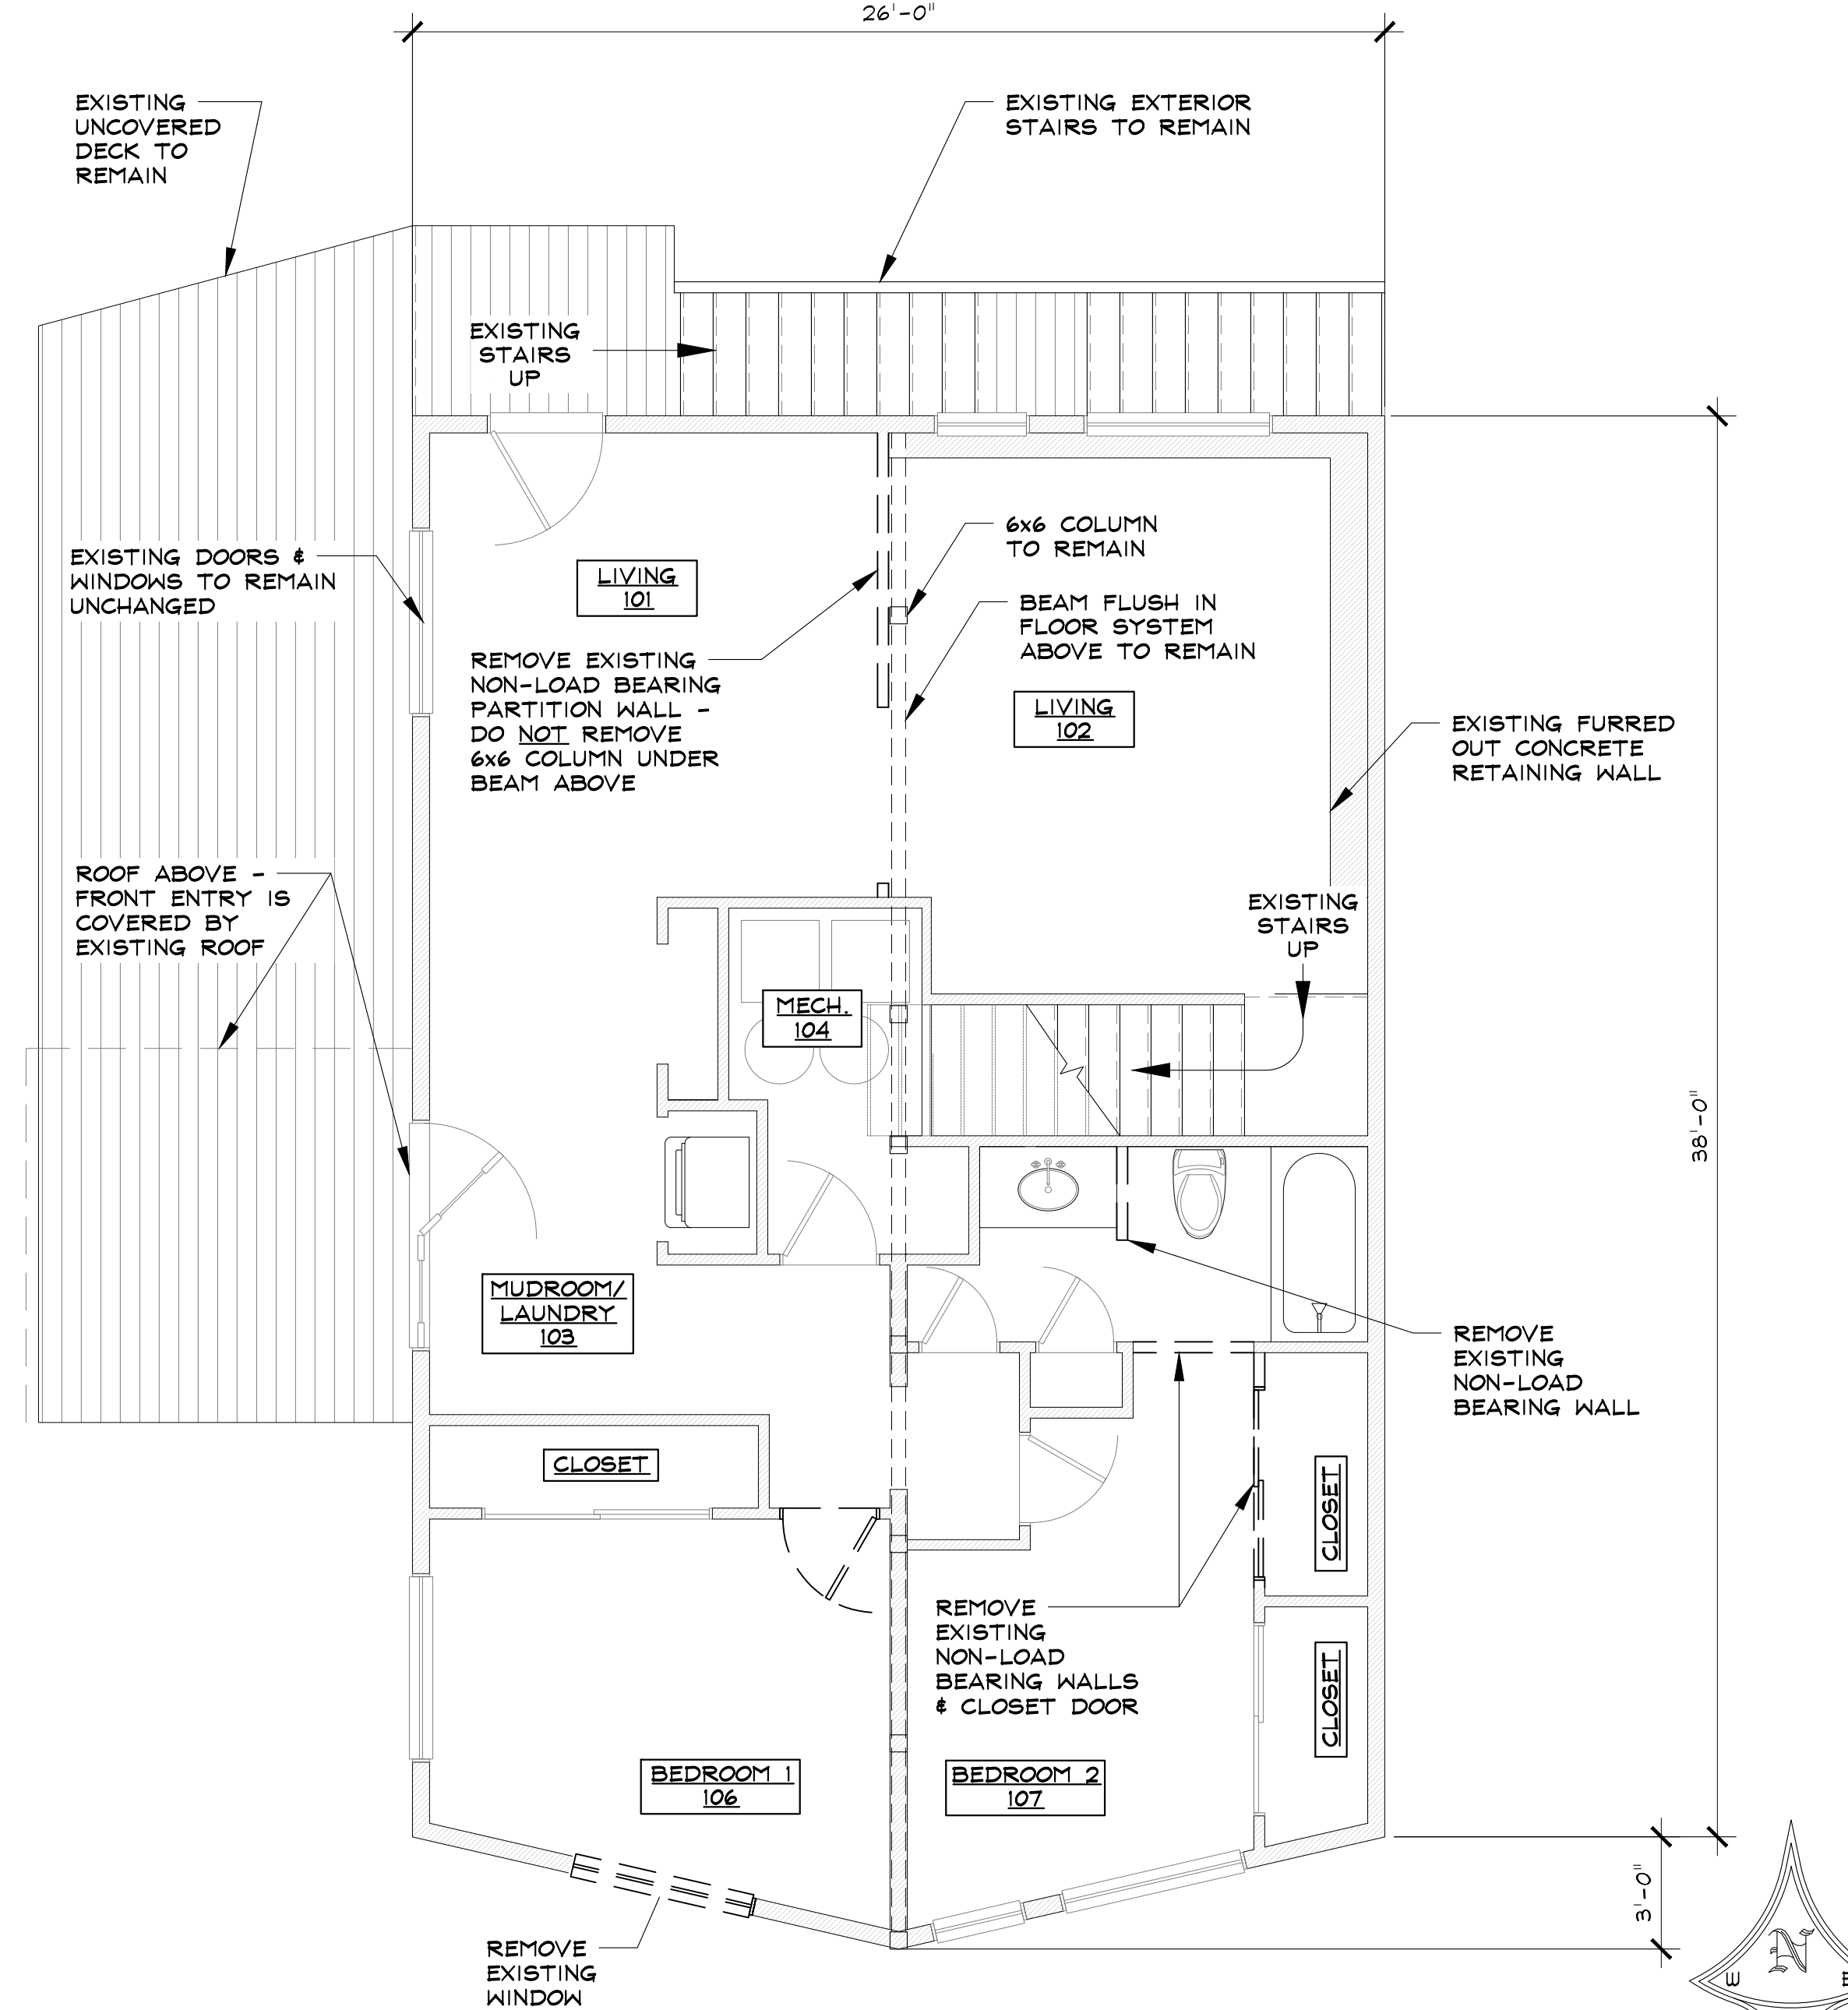 26'-0"
EXISTING
UNCOVERED
DECK TO
REMAIN
EXISTING EXTERIOR
STAIRS TO REMAIN
EXISTING
STAIRS
UP
EXISTING DOORS &
WINDOWS TO REMAIN
UNCHANGED
LIVING
101
6x6 COLUMN
TO REMAIN
BEAM FLUSH IN
FLOOR SYSTEM
ABOVE TO REMAIN
REMOVE EXISTING
NON-LOAD BEARING
PARTITION WALL -
DO NOT REMOVE
6x6 COLUMN UNDER
BEAM ABOVE
LIVING
102
EXISTING FURRED
OUT CONCRETE
RETAINING WALL
ROOF ABOVE -
FRONT ENTRY IS
COVERED BY
EXISTING ROOF
EXISTING
STAIRS
UP
MECH.
104
38'-0"
MUDROOM/
LAUNDRY
103
REMOVE
EXISTING
NON-LOAD
BEARING WALL
CLOSET
CLOSET
REMOVE
EXISTING
NON-LOAD
BEARING WALLS
& CLOSET DOOR
CLOSET
BEDROOM 1
106
BEDROOM 2
107
3'-0"
REMOVE
EXISTING
WINDOW
N
W
E